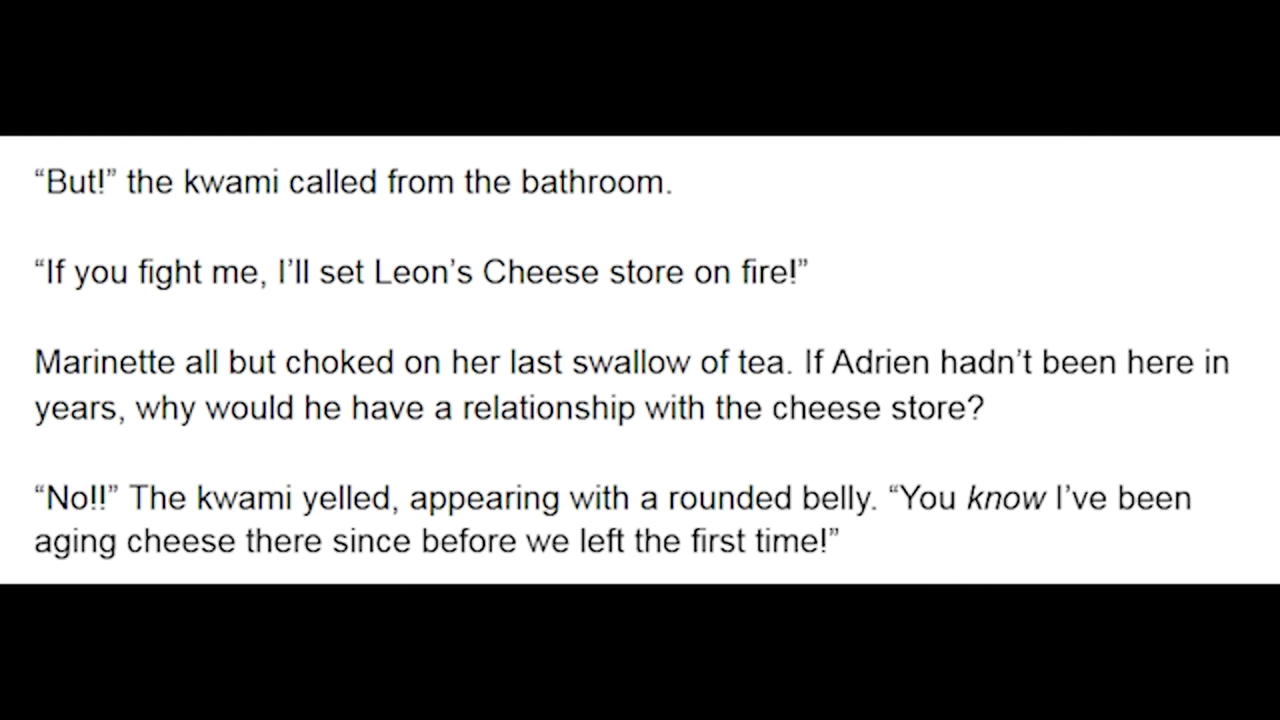 “But!” the kwami called from the bathroom.
“If you fight me, I’ll set Leon’s Cheese store on fire!”
Marinette all but choked on her last swallow of tea. If Adrien hadn’t been here in
years, why would he have a relationship with the cheese store?
“No!!” The kwami yelled, appearing with a rounded belly. “You know I’ve been
aging cheese there since before we left the first time!”